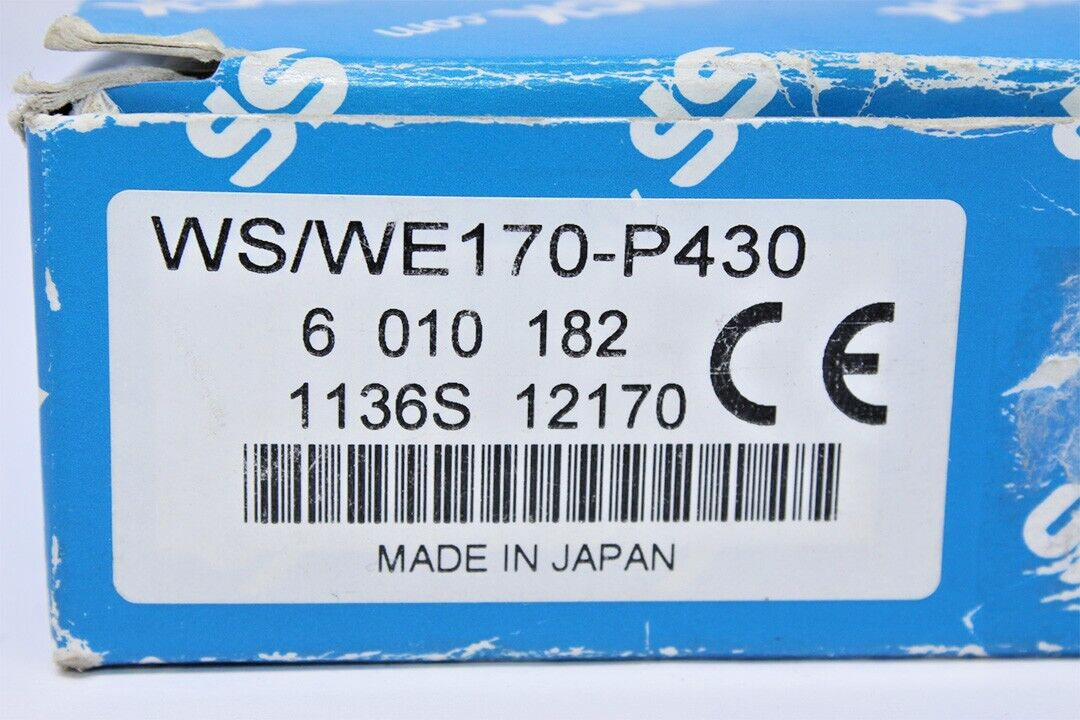 WS/WE170-P430
6 010 182
1136S 12170
CE
MADE IN JAPAN